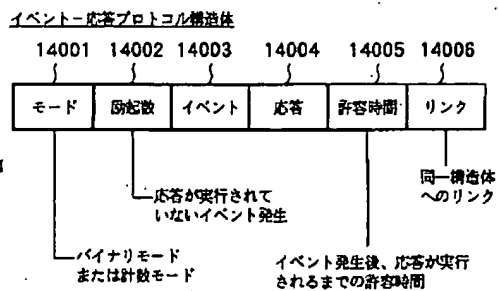 イベントー応答プロトコル構造体
14001 14002 14003 14004 14005 14006
モード 励起数 イベント 応答 許容時間 リンク
同一構造体
へのリンク
応答が実行されて
いないイベント発生
バイナリモード
または計数モード
イベント発生後、応答が実行
されるまでの許容時間